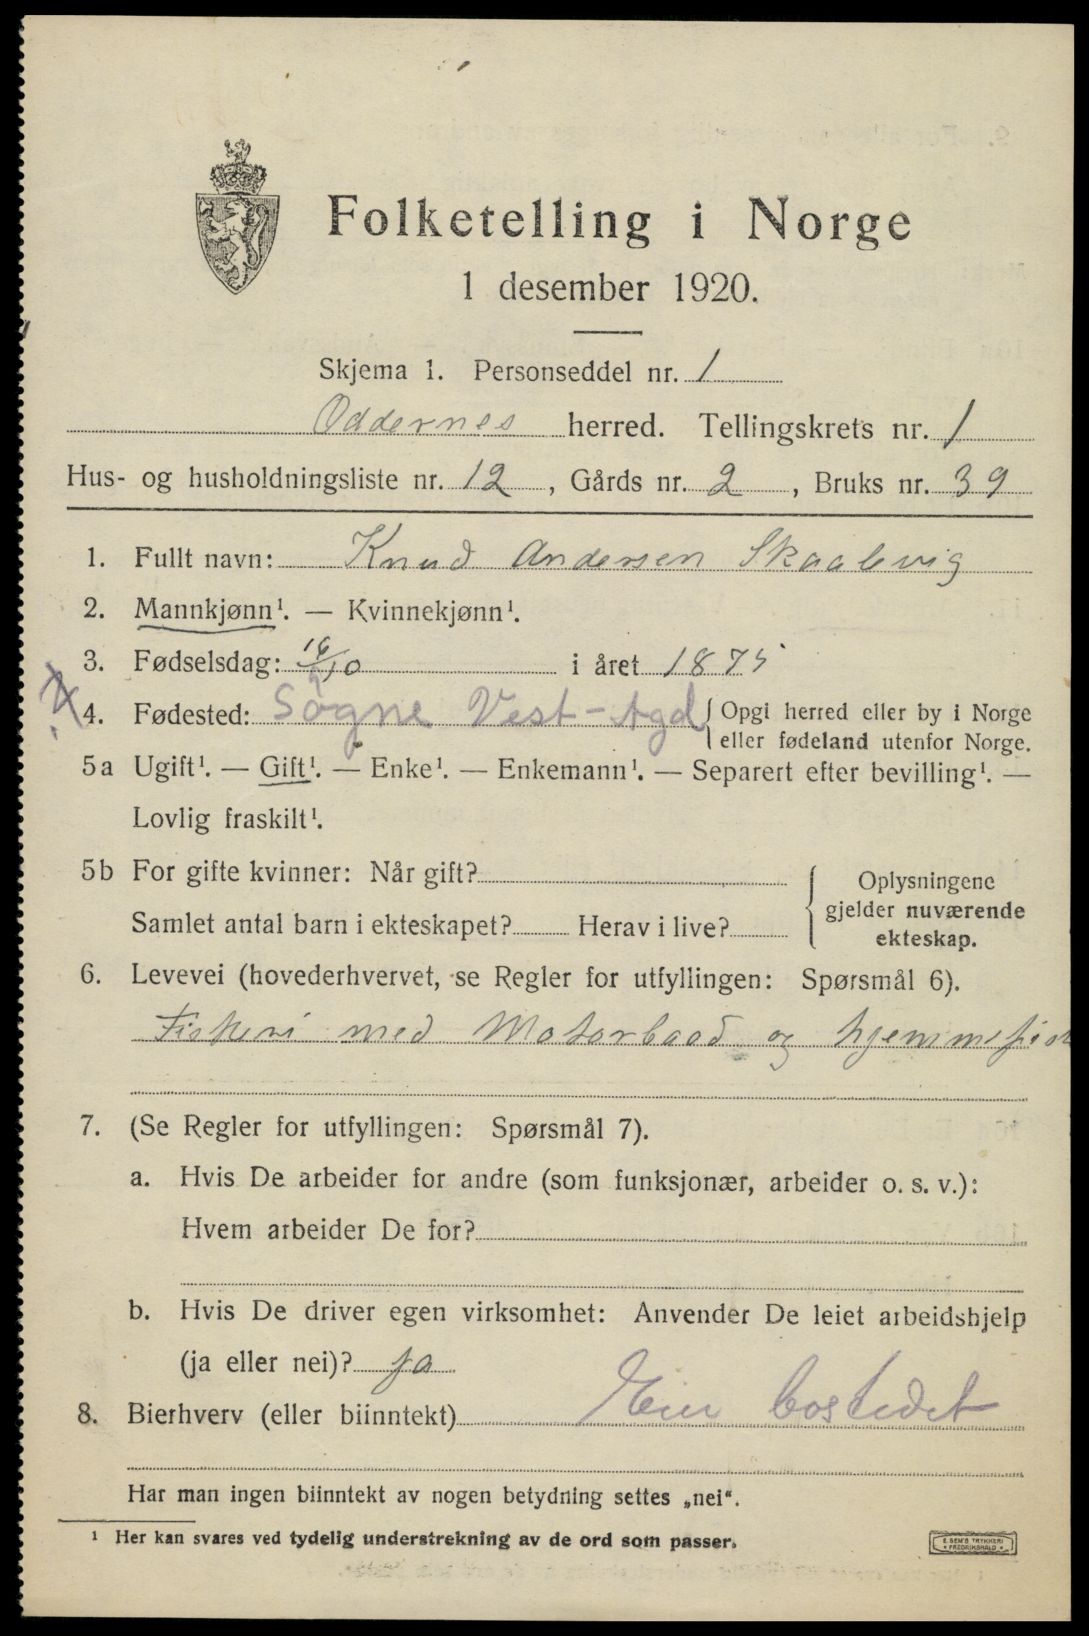 Folketelling i Norge
1 desember 1920.
Skjema 1. Personseddel nr. 1
Oddernes herred. Tellingskrets nr. 1
Hus- og husholdningsliste nr. 12, Gårds nr. 2, Bruks nr. 39
1. Fullt navn: Knud Andersen Skaalevig
2. Mannkjønn¹. — Kvinnekjønn¹.
3. Fødselsdag: 16/10 i året 1875
4. Fødested: Søgne Vest-Agd { Opgi herred eller by i Norge
eller fødeland utenfor Norge.
5a Ugift¹. — Gift¹. — Enke¹. — Enkemann¹. — Separert efter bevilling¹. —
Lovlig fraskilt¹.
5b For gifte kvinner: Når gift?
Samlet antal barn i ekteskapet? Herav i live?
{ Oplysningene
gjelder nuværende
ekteskap.
6. Levevei (hovederhvervet, se Regler for utfyllingen: Spørsmål 6).
Fiskeri med Motorbaad og hjemmefisk
7. (Se Regler for utfyllingen: Spørsmål 7).
a. Hvis De arbeider for andre (som funksjonær, arbeider o. s. v.):
Hvem arbeider De for?
b. Hvis De driver egen virksomhet: Anvender De leiet arbeidshjelp
(ja eller nei)? ja
8. Bierhverv (eller biinntekt) Eier bostedet
Har man ingen biinntekt av nogen betydning settes „nei“.
¹ Her kan svares ved tydelig understrekning av de ord som passer.
E. SEM'S TRYKKERI
FREDRIKSHALD